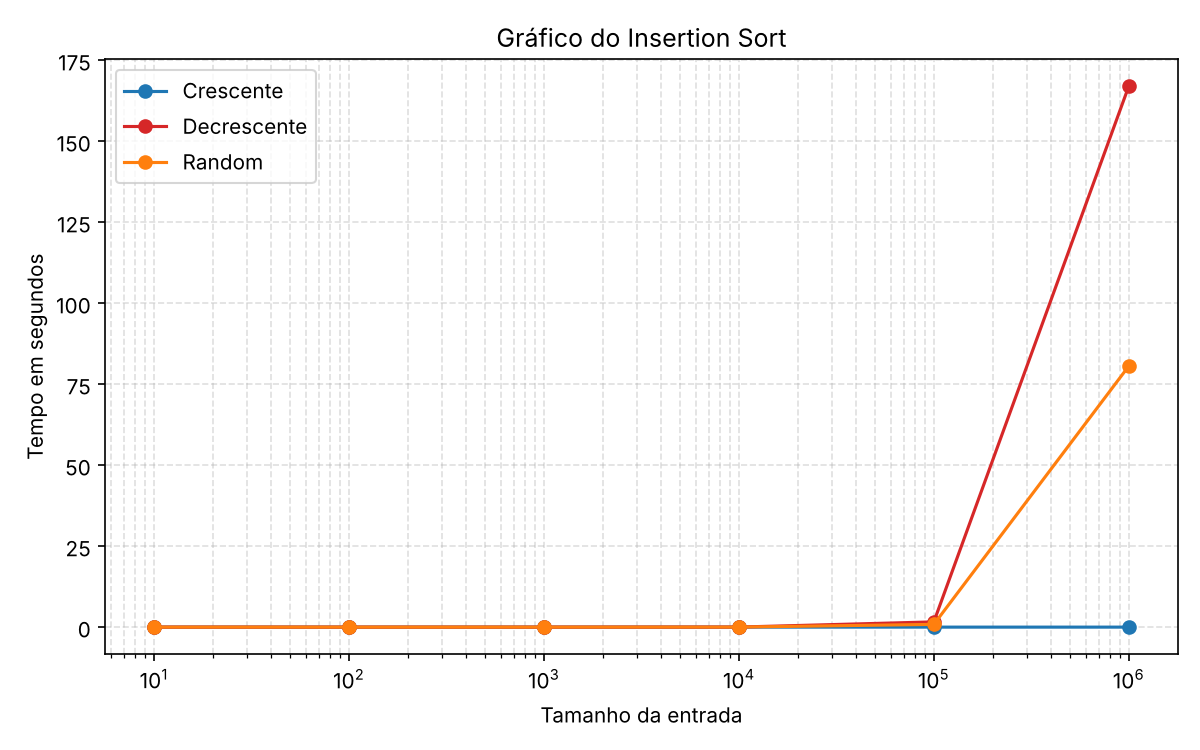 Gráfico do Insertion Sort
Crescente
Decrescente
Random
Tempo em segundos
175
150
125
100
75
50
25
0
10¹ 10² 10³ 10⁴ 10⁵ 10⁶
Tamanho da entrada